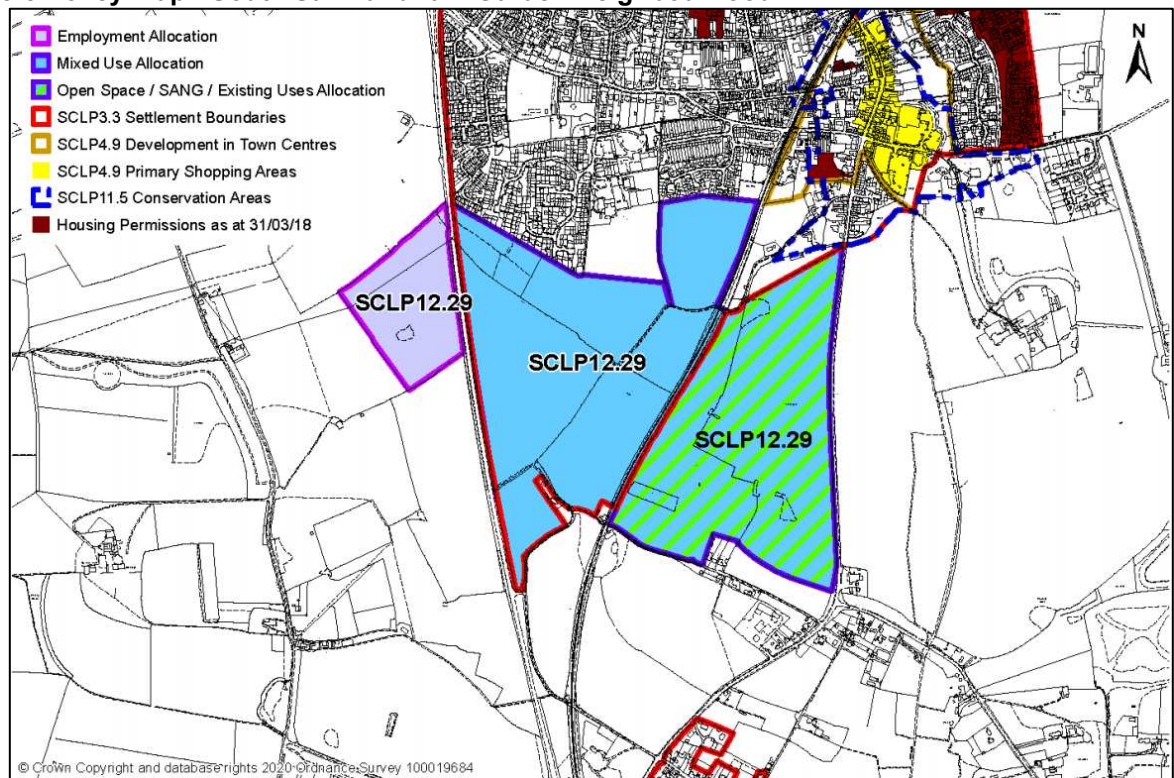 Employment Allocation
Mixed Use Allocation
Open Space / SANG / Existing Uses Allocation
SCLP3.3 Settlement Boundaries
SCLP4.9 Development in Town Centres
SCLP4.9 Primary Shopping Areas
SCLP11.5 Conservation Areas
Housing Permissions as at 31/03/18
N
SCLP12.29
SCLP12.29
SCLP12.29
© Crown Copyright and database rights 2020 Ordnance Survey 100019684